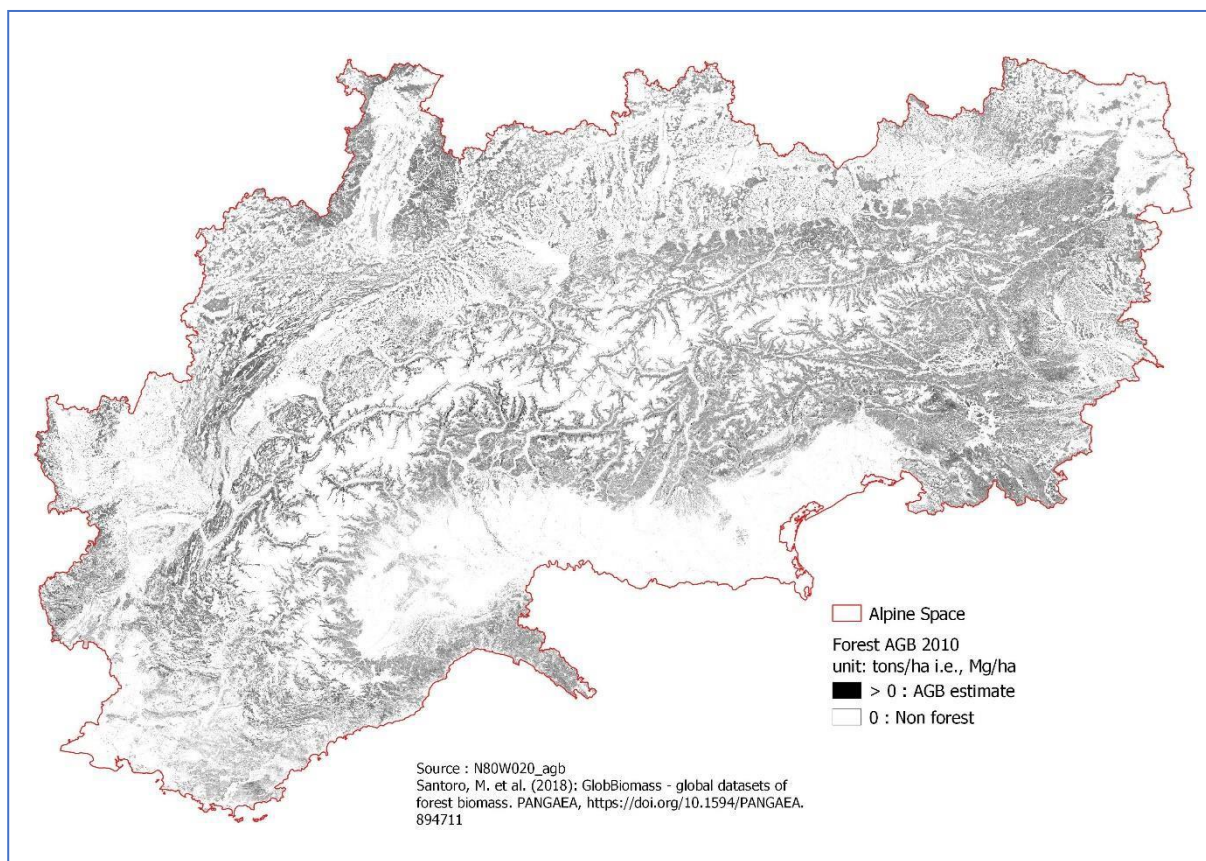 Alpine Space
Forest AGB 2010
unit: tons/ha i.e., Mg/ha
> 0 : AGB estimate
0 : Non forest
Source : N80W020_agb
Santoro, M. et al. (2018): GlobBiomass - global datasets of
forest biomass. PANGAEA, https://doi.org/10.1594/PANGAEA.
894711